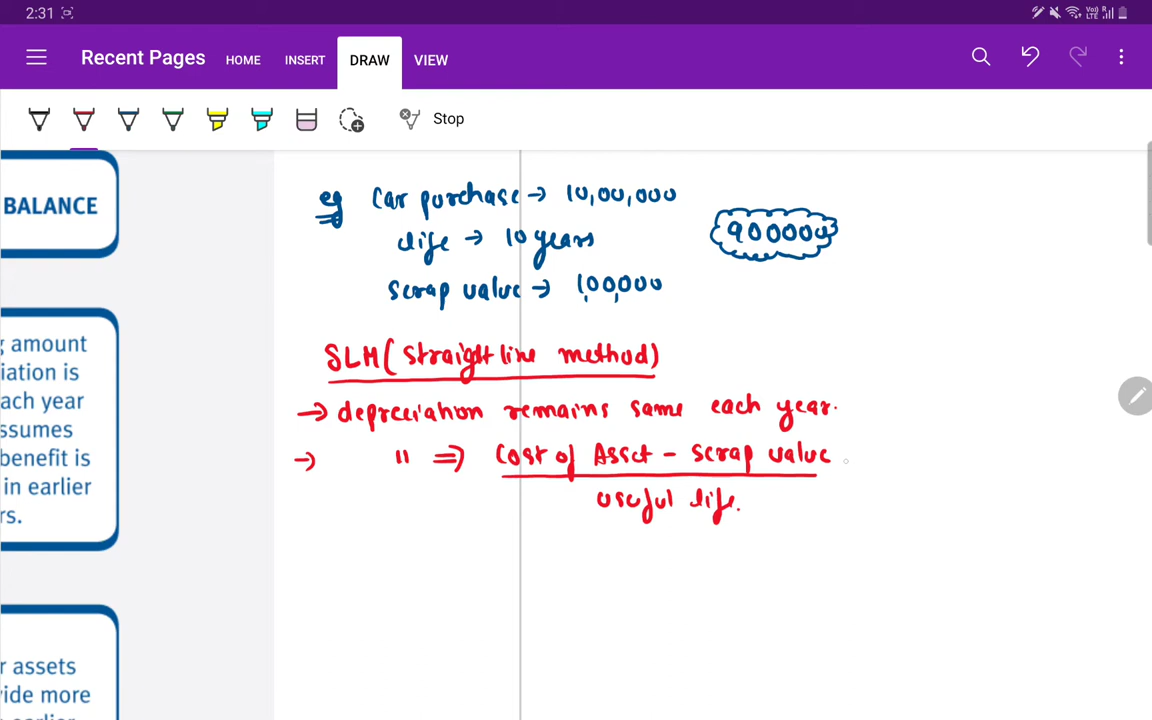 2:31
Recent Pages HOME INSERT DRAW VIEW
Stop
BALANCE
amount
iation is
ach year
ssumes
benefit is
in earlier
rs.
r assets
vide more
eg car purchase → 10,00,000
life → 10 years
scrap value → 1,00,000
900000
SLM (straight line method)
→ depreciation remains same each year.
→ " ⇒ cost of Asset - scrap value
useful life.